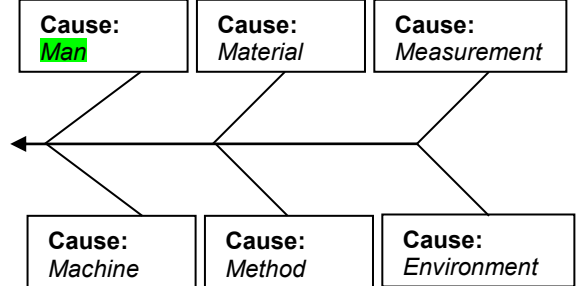 Cause:
Man
Cause:
Material
Cause:
Measurement
Cause:
Machine
Cause:
Method
Cause:
Environment